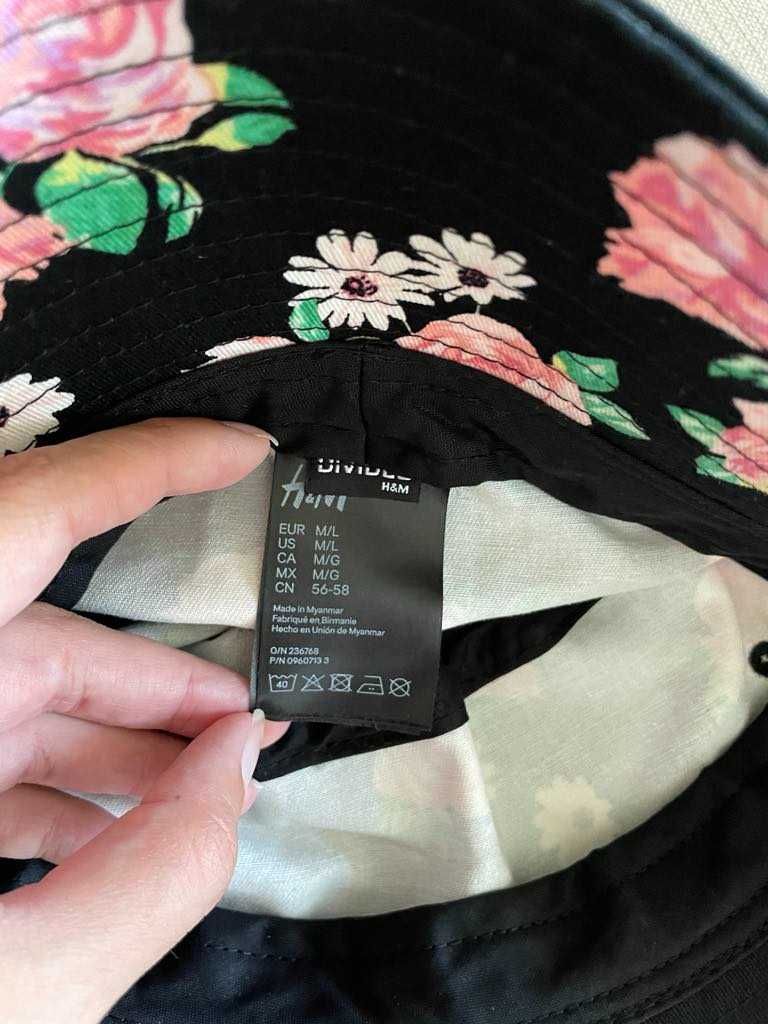 DIVIDED
H&M
H&M
EUR M/L
US M/L
CA M/G
MX M/G
CN 56-58
Made in Myanmar
Fabriqué en Birmanie
Hecho en Unión de Myanmar
O/N 236768
P/N 0960713 3
40